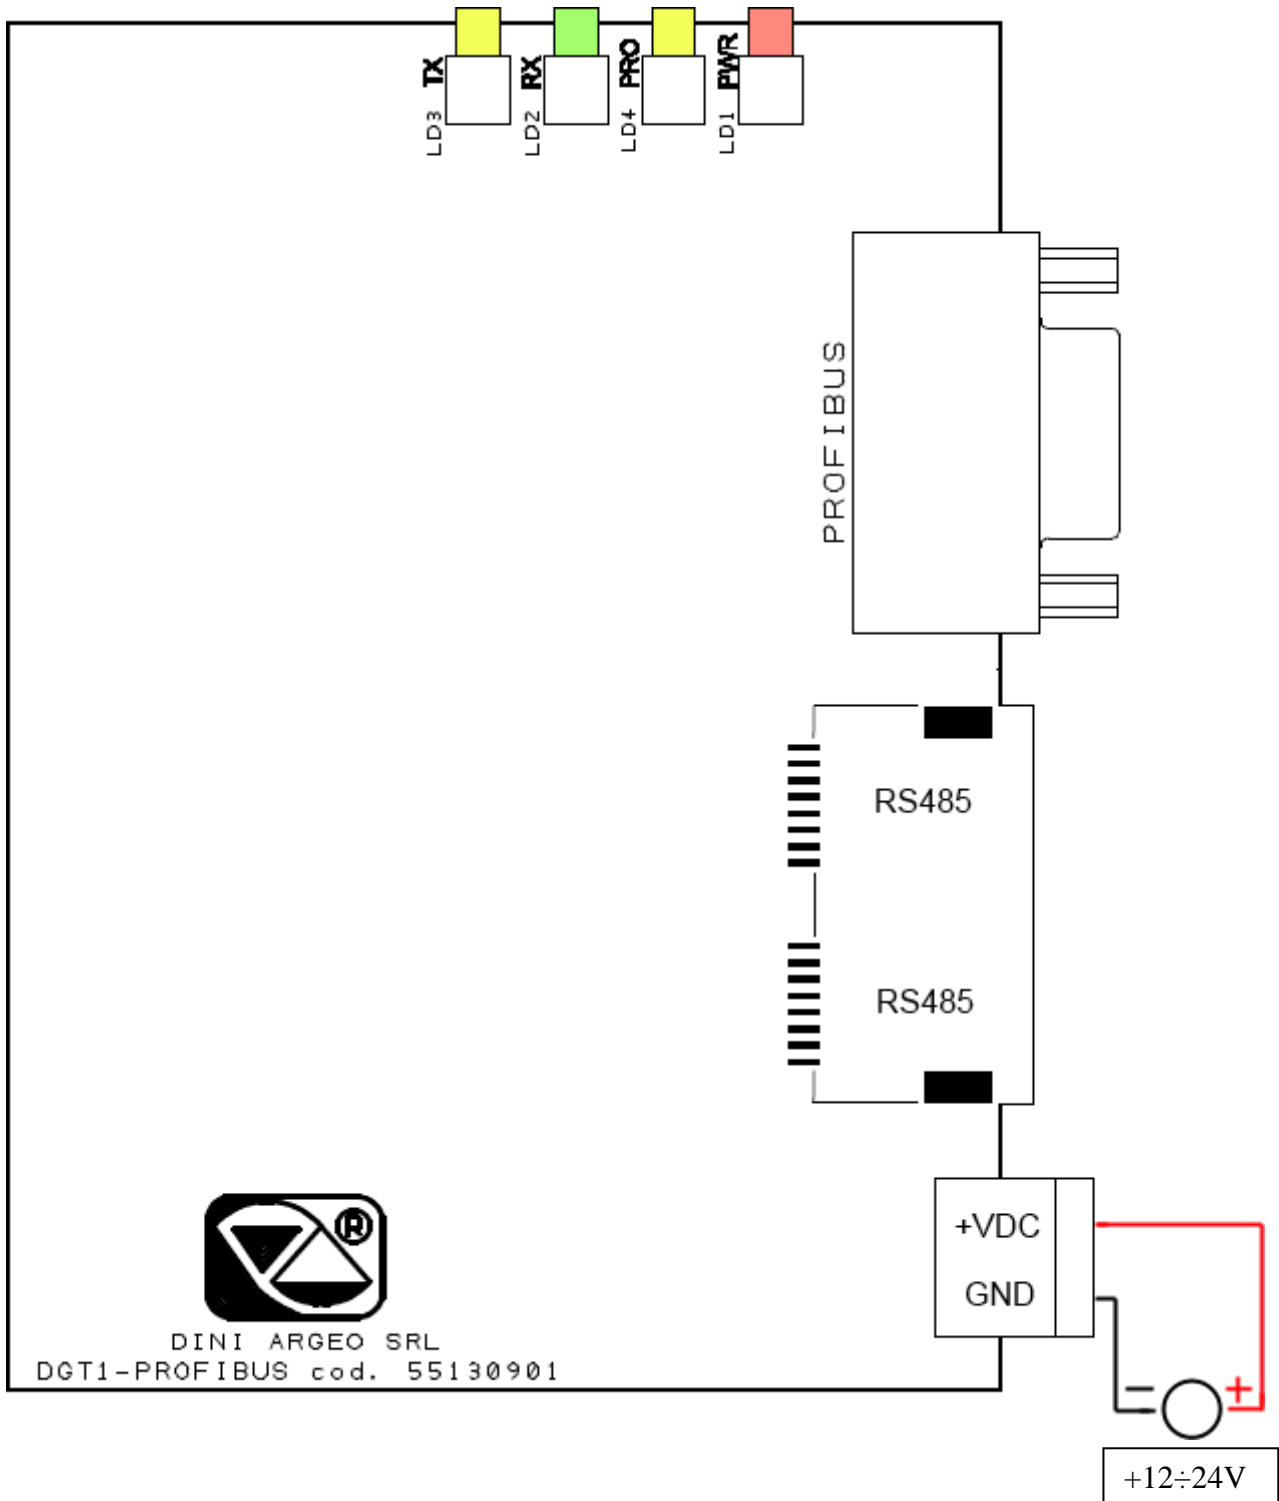 LD3 TX
LD2 RX
LD4 PRO
LD1 PWR
PROFIBUS
RS485
RS485
+VDC
GND
®
DINI ARGEO SRL
DGT1-PROFIBUS cod. 55130901
− +
+12÷24V